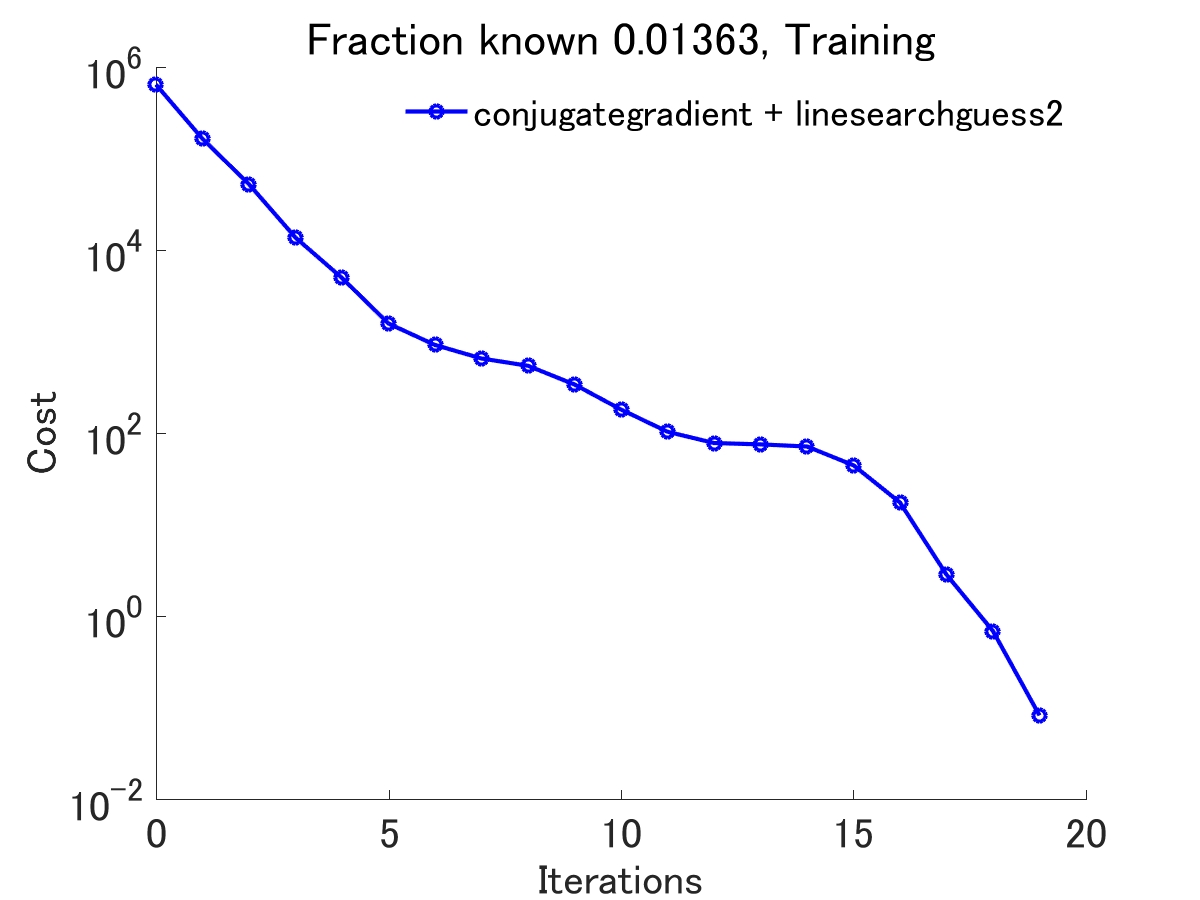 Fraction known 0.01363, Training
conjugategradient + linesearchguess2
10^6
10^4
10^2
10^0
10^-2
Cost
0 5 10 15 20
Iterations